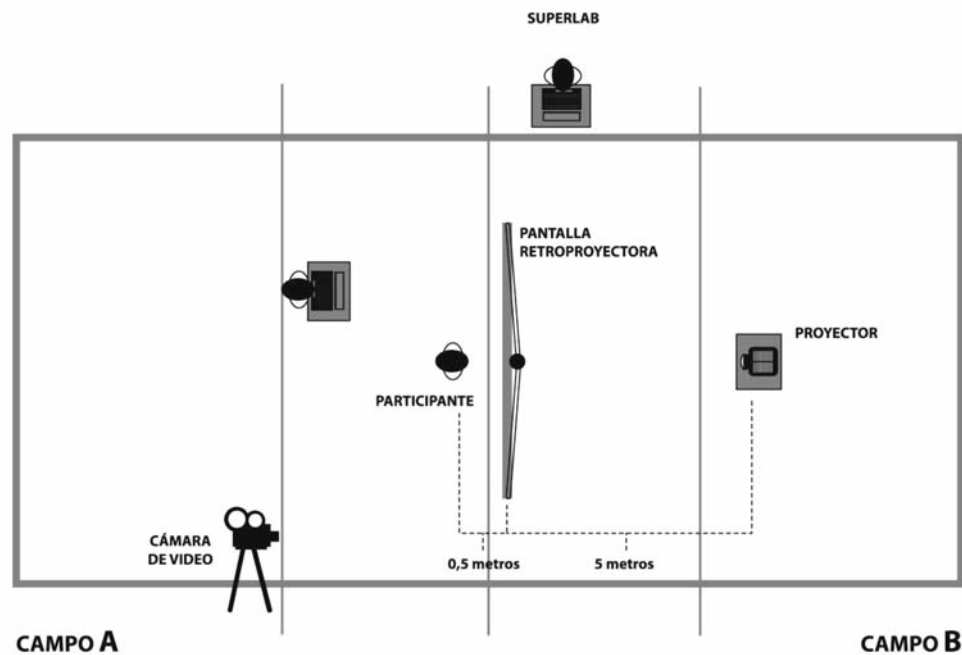 SUPERLAB
PANTALLA
RETROPROYECTORA
PROYECTOR
PARTICIPANTE
CÁMARA
DE VIDEO
0,5 metros
5 metros
CAMPO A
CAMPO B